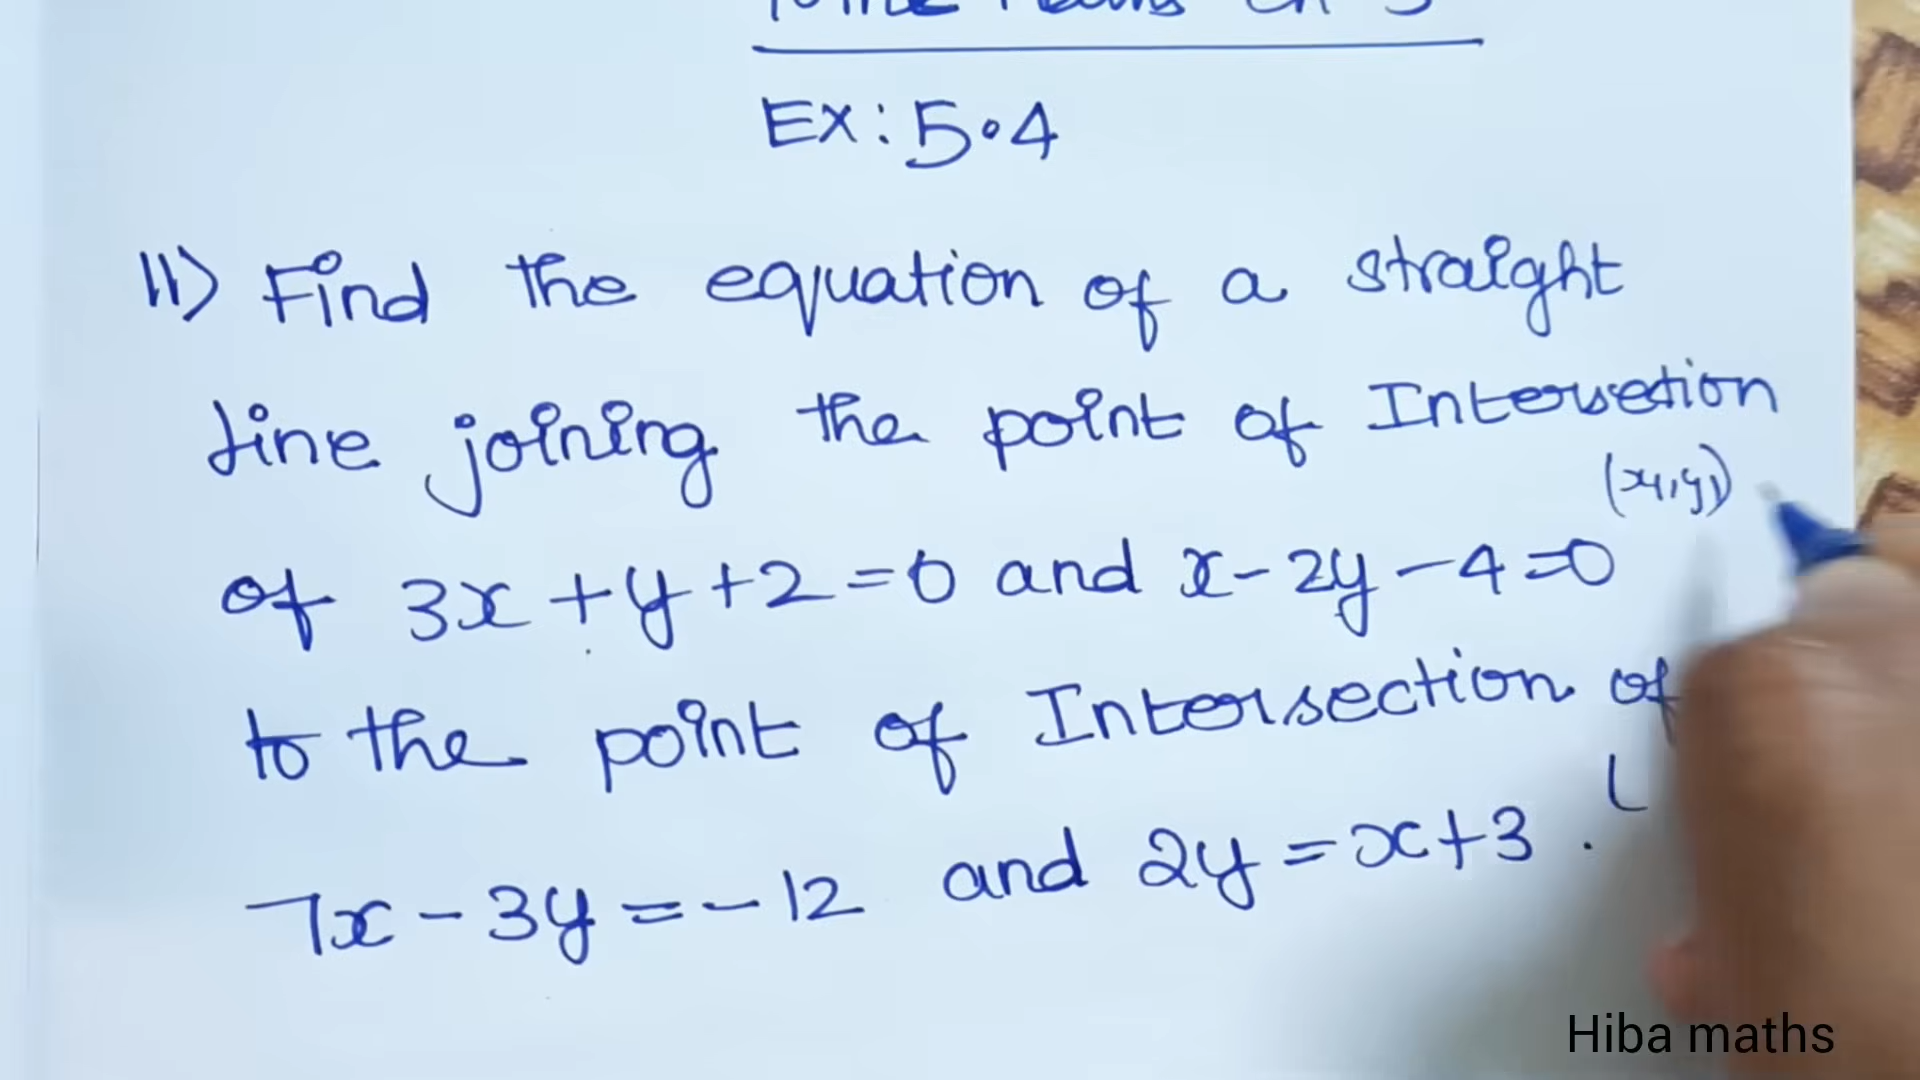 EX: 5.4
11) Find the equation of a straight
line joining the point of Intersection
(x1, y1)
of 3x + y + 2 = 0 and x - 2y - 4 = 0
to the point of Intersection of
7x - 3y = - 12 and 2y = x + 3 . (
Hiba maths